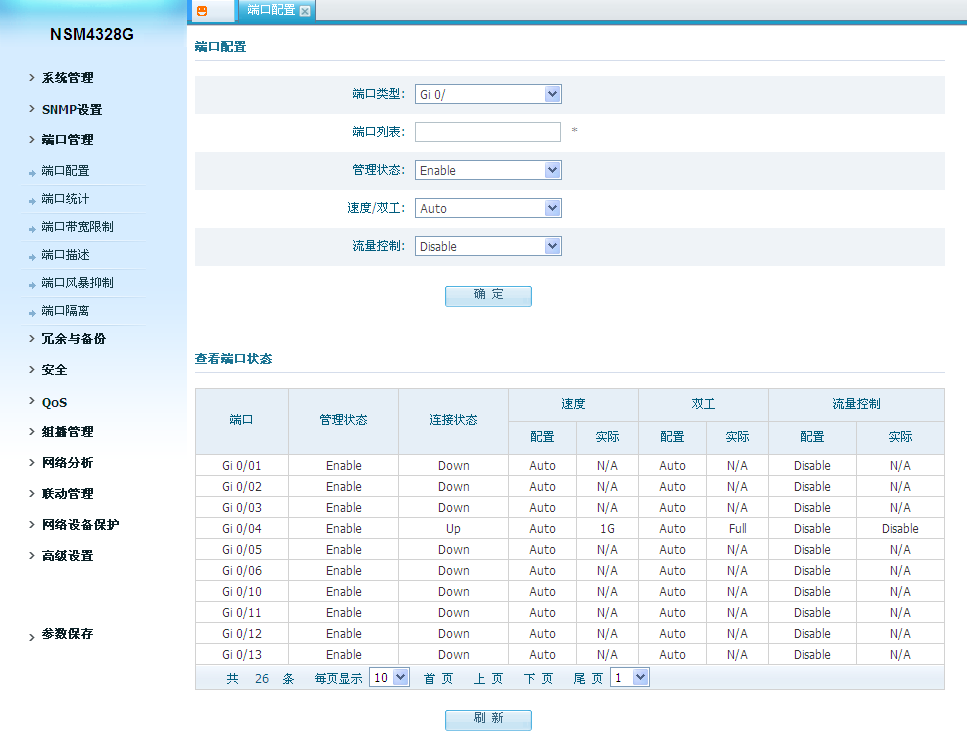 NSM4328G
系统管理
SNMP设置
端口管理
端口配置
端口统计
端口带宽限制
端口描述
端口风暴抑制
端口隔离
冗余与备份
安全
QoS
组播管理
网络分析
联动管理
网络设备保护
高级设置
参数保存
端口配置
端口配置
端口类型: Gi 0/
端口列表: *
管理状态: Enable
速度/双工: Auto
流量控制: Disable
确 定
查看端口状态
端口 管理状态 连接状态 速度 双工 流量控制
配置 实际 配置 实际 配置 实际
Gi 0/01 Enable Down Auto N/A Auto N/A Disable N/A
Gi 0/02 Enable Down Auto N/A Auto N/A Disable N/A
Gi 0/03 Enable Down Auto N/A Auto N/A Disable N/A
Gi 0/04 Enable Up Auto 1G Auto Full Disable Disable
Gi 0/05 Enable Down Auto N/A Auto N/A Disable N/A
Gi 0/06 Enable Down Auto N/A Auto N/A Disable N/A
Gi 0/10 Enable Down Auto N/A Auto N/A Disable N/A
Gi 0/11 Enable Down Auto N/A Auto N/A Disable N/A
Gi 0/12 Enable Down Auto N/A Auto N/A Disable N/A
Gi 0/13 Enable Down Auto N/A Auto N/A Disable N/A
共 26 条 每页显示 10 首 页 上 页 下 页 尾 页 1
刷 新